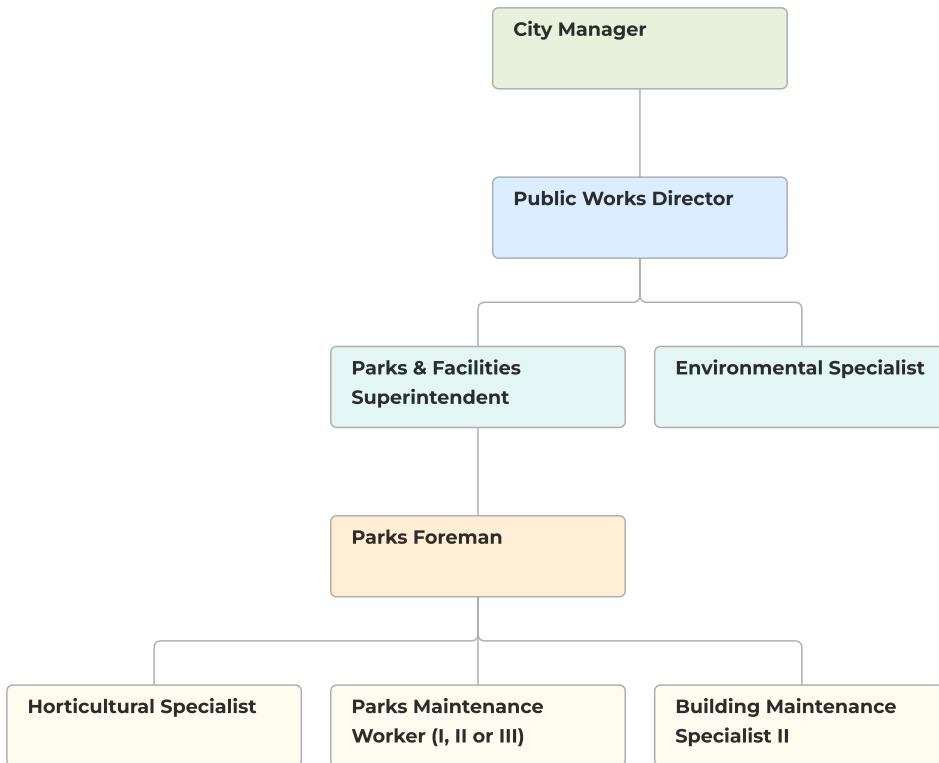 City Manager
Public Works Director
Parks & Facilities
Superintendent
Environmental Specialist
Parks Foreman
Horticultural Specialist
Parks Maintenance
Worker (I, II or III)
Building Maintenance
Specialist II